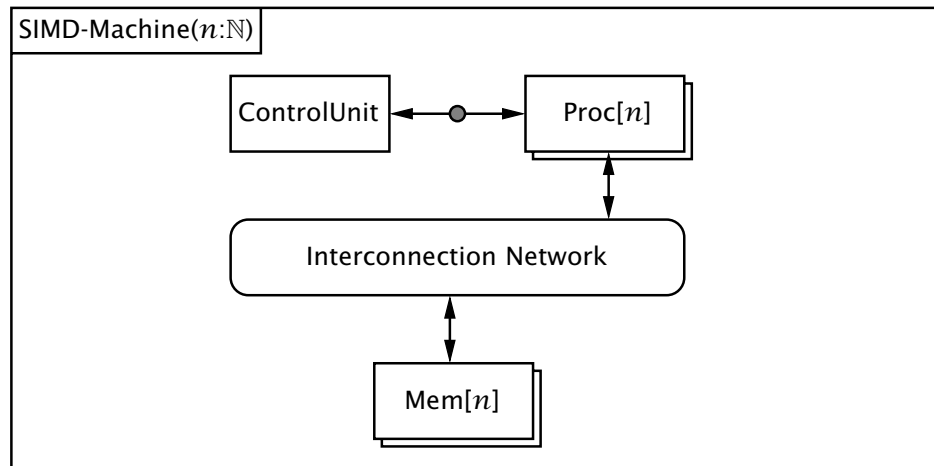 SIMD-Machine(n:ℕ)
ControlUnit
Proc[n]
Interconnection Network
Mem[n]